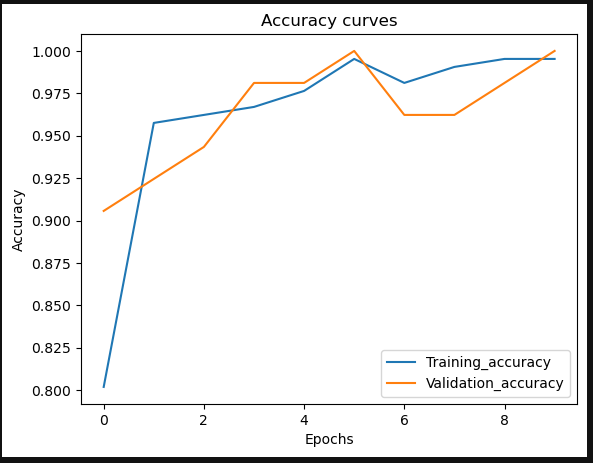 Accuracy curves
1.000
0.975
0.950
0.925
0.900
0.875
0.850
0.825
0.800
Accuracy
Training_accuracy
Validation_accuracy
0 2 4 6 8
Epochs